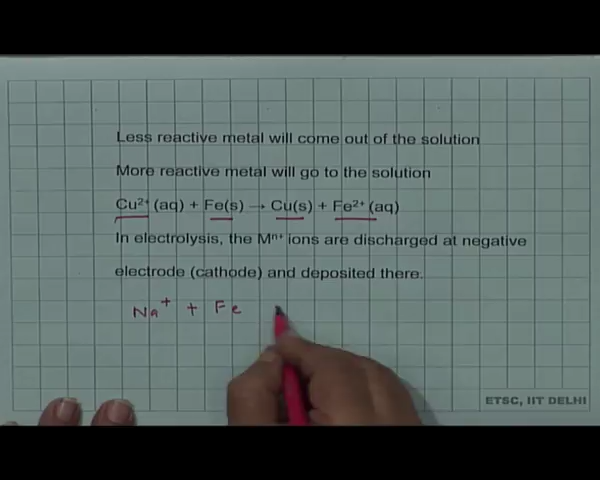 Less reactive metal will come out of the solution
More reactive metal will go to the solution
Cu²⁺ (aq) + Fe(s) → Cu(s) + Fe²⁺ (aq)
In electrolysis, the Mⁿ⁺ ions are discharged at negative
electrode (cathode) and deposited there.
Na⁺ + Fe
ETSC, IIT DELHI